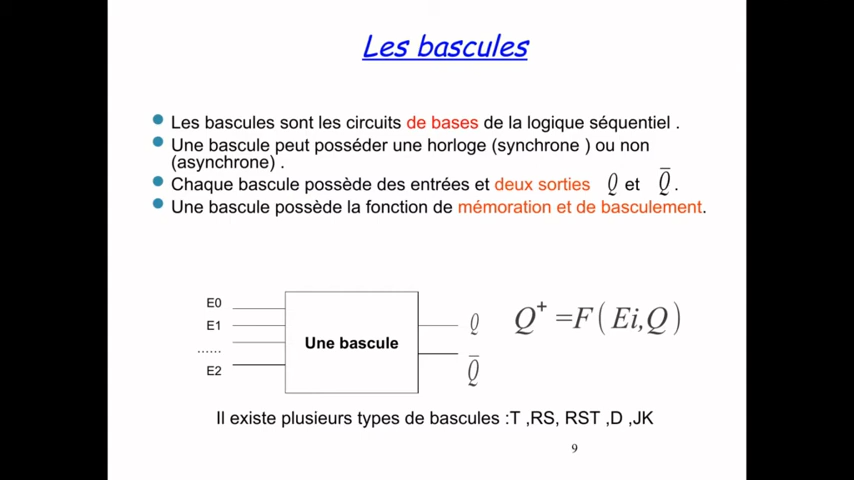 Les bascules
Les bascules sont les circuits de bases de la logique séquentiel .
Une bascule peut posséder une horloge (synchrone ) ou non
(asynchrone) .
Chaque bascule possède des entrées et deux sorties Q et Q̅ .
Une bascule possède la fonction de mémoration et de basculement.
E0
E1
......
E2
Une bascule
Q
Q̅
Q⁺ =F ( Ei,Q )
Il existe plusieurs types de bascules :T ,RS, RST ,D ,JK
9